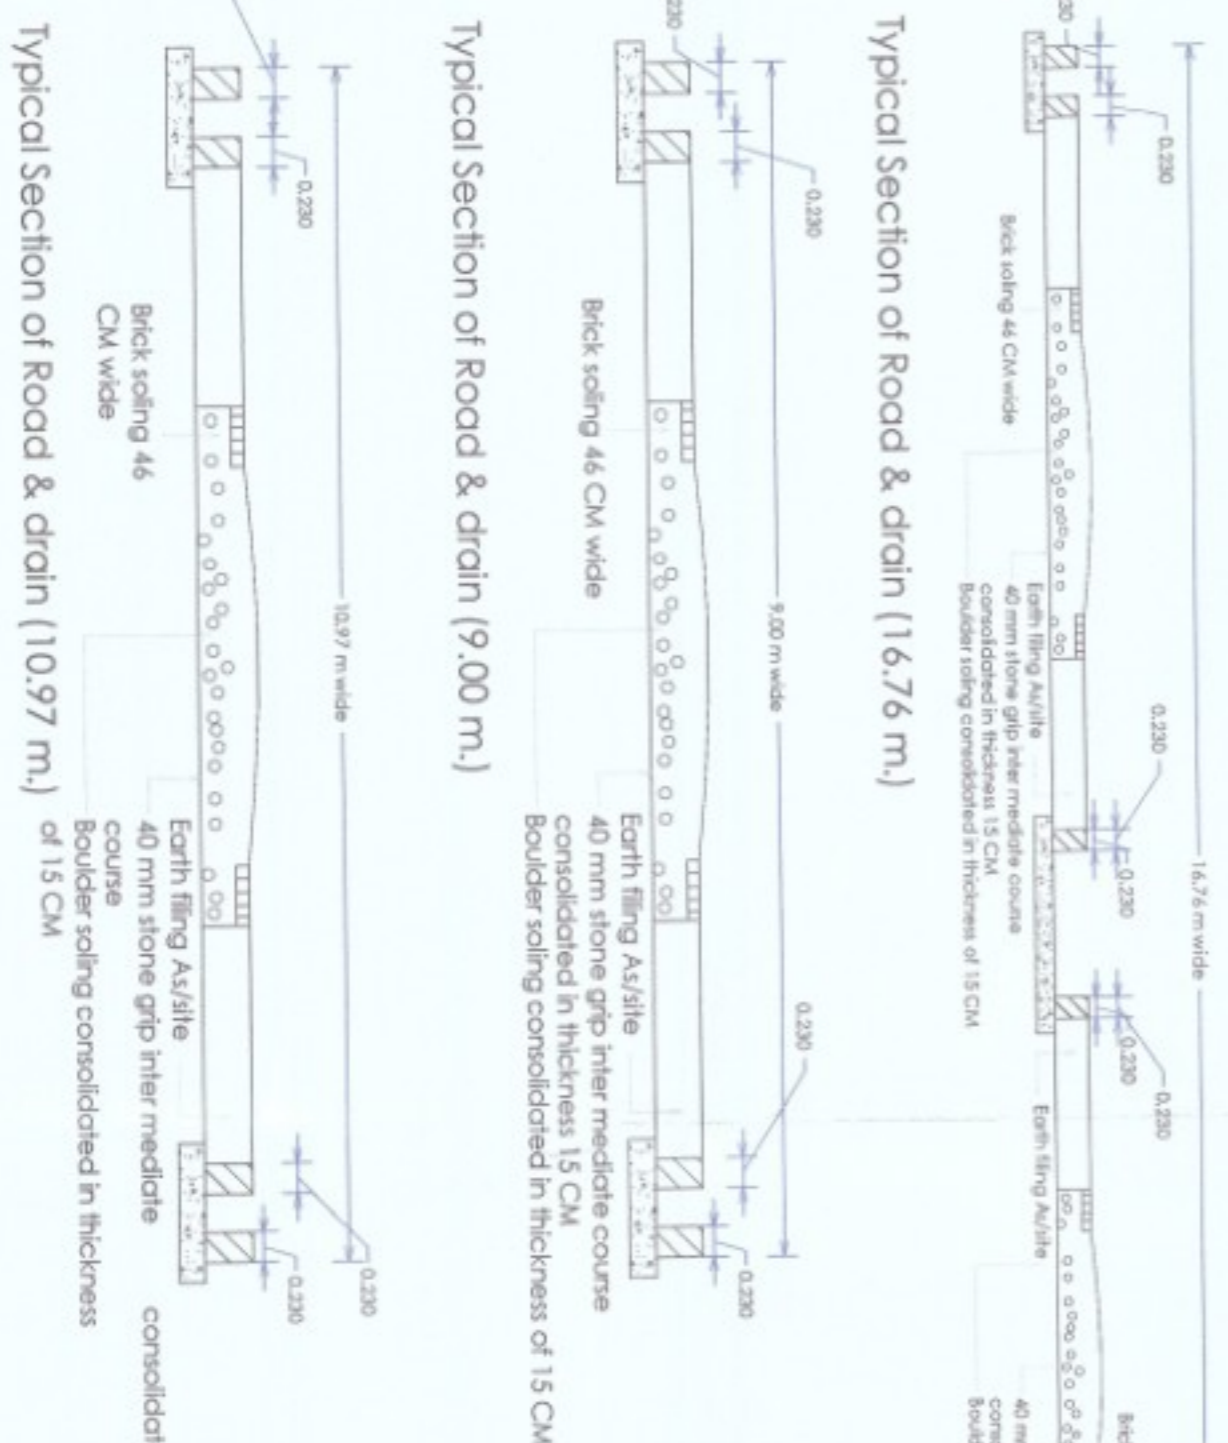 16.76 m wide
0.230
0.230
0.230
0.230
0.230
Brick soling 46 CM wide
Earth filing As/site
40 mm stone grip inter mediate course
consolidated in thickness 15 CM
Boulder soling consolidated in thickness of 15 CM
Earth filing As/site
Typical Section of Road & drain (16.76 m.)
9.00 m wide
0.230
0.230
0.230
Brick soling 46 CM wide
Earth filing As/site
40 mm stone grip inter mediate course
consolidated in thickness 15 CM
Boulder soling consolidated in thickness of 15 CM
Typical Section of Road & drain (9.00 m.)
10.97 m wide
0.230
0.230
0.230
Brick soling 46
CM wide
Earth filing As/site
40 mm stone grip inter mediate
course
Boulder soling consolidated in thickness
of 15 CM
Typical Section of Road & drain (10.97 m.)